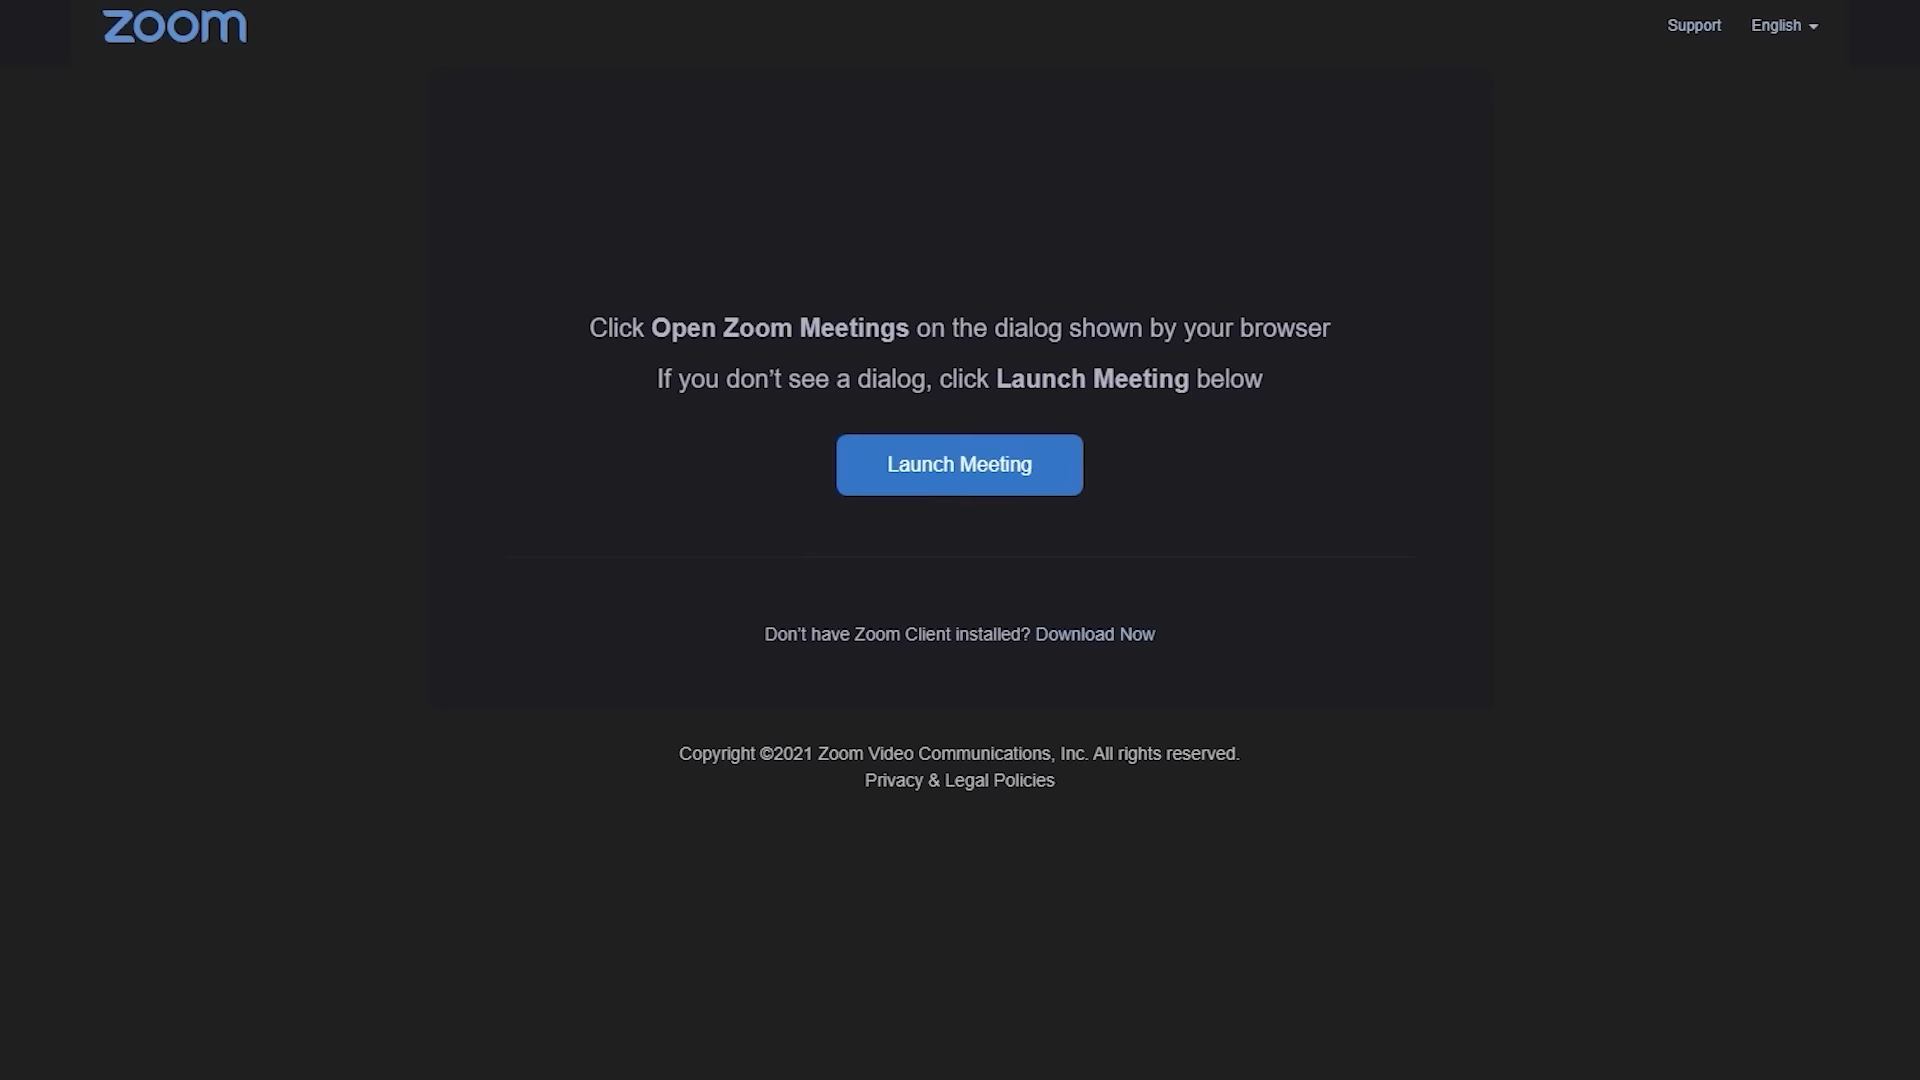 zoom
Support English
Click Open Zoom Meetings on the dialog shown by your browser
If you don’t see a dialog, click Launch Meeting below
Launch Meeting
Don’t have Zoom Client installed? Download Now
Copyright ©2021 Zoom Video Communications, Inc. All rights reserved.
Privacy & Legal Policies